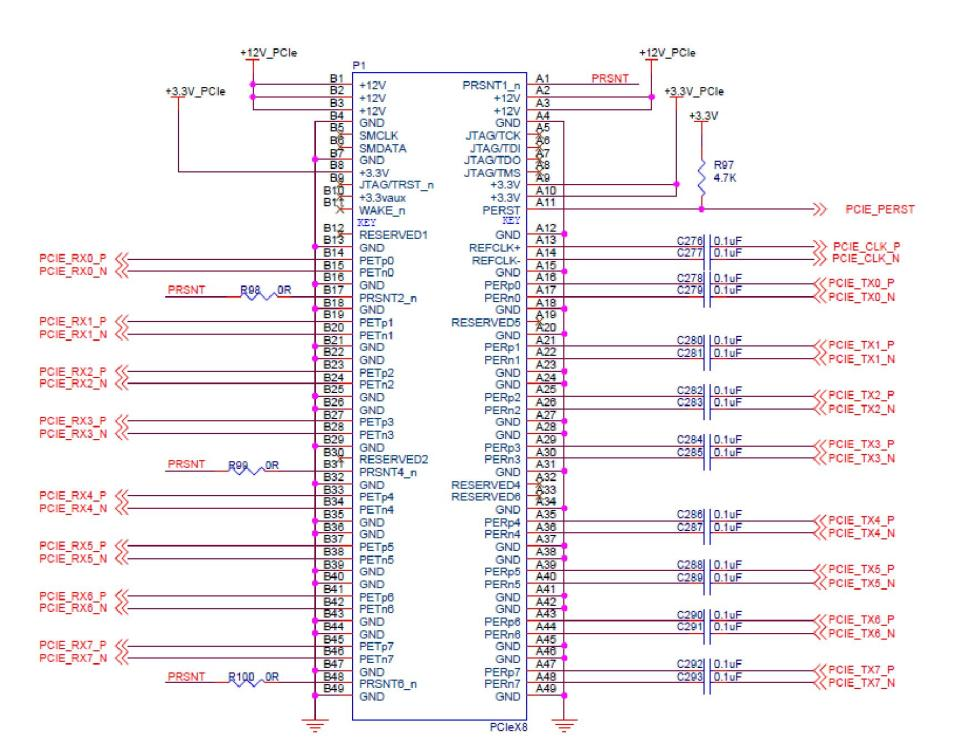 +12V_PCIe
+12V_PCIe
P1
+3.3V_PCIe
+3.3V_PCIe
+3.3V
B1 +12V PRSNT1_n A1 PRSNT
B2 +12V +12V A2
B3 +12V +12V A3
B4 GND GND A4
B5 SMCLK JTAG/TCK A5
B6 SMDATA JTAG/TDI A6
B7 GND JTAG/TDO A7
B8 +3.3V JTAG/TMS A8
R97
4.7K
B9 JTAG/TRST_n +3.3V A9
B10 +3.3vaux +3.3V A10
B11 WAKE_n PERST A11 PCIE_PERST
KEY KEY
B12 RESERVED1 GND A12
B13 GND REFCLK+ A13 C276 0.1uF PCIE_CLK_P
PCIE_RX0_P B14 PETp0 REFCLK- A14 C277 0.1uF PCIE_CLK_N
PCIE_RX0_N B15 PETn0 GND A15
B16 GND PERp0 A16 C278 0.1uF PCIE_TX0_P
PRSNT R98 0R B17 PRSNT2_n PERn0 A17 C279 0.1uF PCIE_TX0_N
B18 GND GND A18
PCIE_RX1_P B19 PETp1 RESERVED5 A19
PCIE_RX1_N B20 PETn1 GND A20
B21 GND PERp1 A21 C280 0.1uF PCIE_TX1_P
B22 GND PERn1 A22 C281 0.1uF PCIE_TX1_N
PCIE_RX2_P B23 PETp2 GND A23
PCIE_RX2_N B24 PETn2 GND A24
B25 GND PERp2 A25 C282 0.1uF PCIE_TX2_P
B26 GND PERn2 A26 C283 0.1uF PCIE_TX2_N
PCIE_RX3_P B27 PETp3 GND A27
PCIE_RX3_N B28 PETn3 GND A28
B29 GND PERp3 A29 C284 0.1uF PCIE_TX3_P
B30 RESERVED2 PERn3 A30 C285 0.1uF PCIE_TX3_N
PRSNT R99 0R B31 PRSNT4_n GND A31
B32 GND RESERVED4 A32
PCIE_RX4_P B33 PETp4 RESERVED6 A33
PCIE_RX4_N B34 PETn4 GND A34
B35 GND PERp4 A35 C286 0.1uF PCIE_TX4_P
B36 GND PERn4 A36 C287 0.1uF PCIE_TX4_N
PCIE_RX5_P B37 PETp5 GND A37
PCIE_RX5_N B38 PETn5 GND A38
B39 GND PERp5 A39 C288 0.1uF PCIE_TX5_P
B40 GND PERn5 A40 C289 0.1uF PCIE_TX5_N
PCIE_RX6_P B41 PETp6 GND A41
PCIE_RX6_N B42 PETn6 GND A42
B43 GND PERp6 A43 C290 0.1uF PCIE_TX6_P
B44 GND PERn6 A44 C291 0.1uF PCIE_TX6_N
PCIE_RX7_P B45 PETp7 GND A45
PCIE_RX7_N B46 PETn7 GND A46
B47 GND PERp7 A47 C292 0.1uF PCIE_TX7_P
PRSNT R100 0R B48 PRSNT6_n PERn7 A48 C293 0.1uF PCIE_TX7_N
B49 GND GND A49
PCIeX8